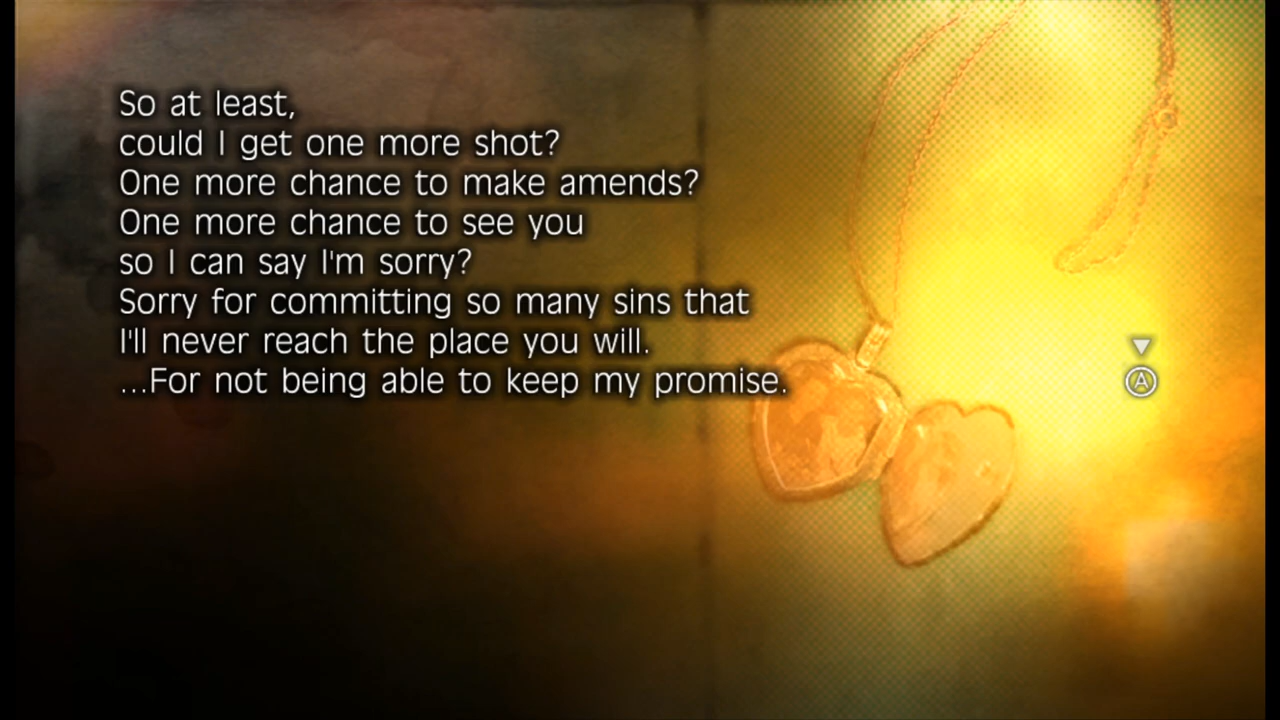 So at least,
could I get one more shot?
One more chance to make amends?
One more chance to see you
so I can say I'm sorry?
Sorry for committing so many sins that
I'll never reach the place you will.
...For not being able to keep my promise.
A